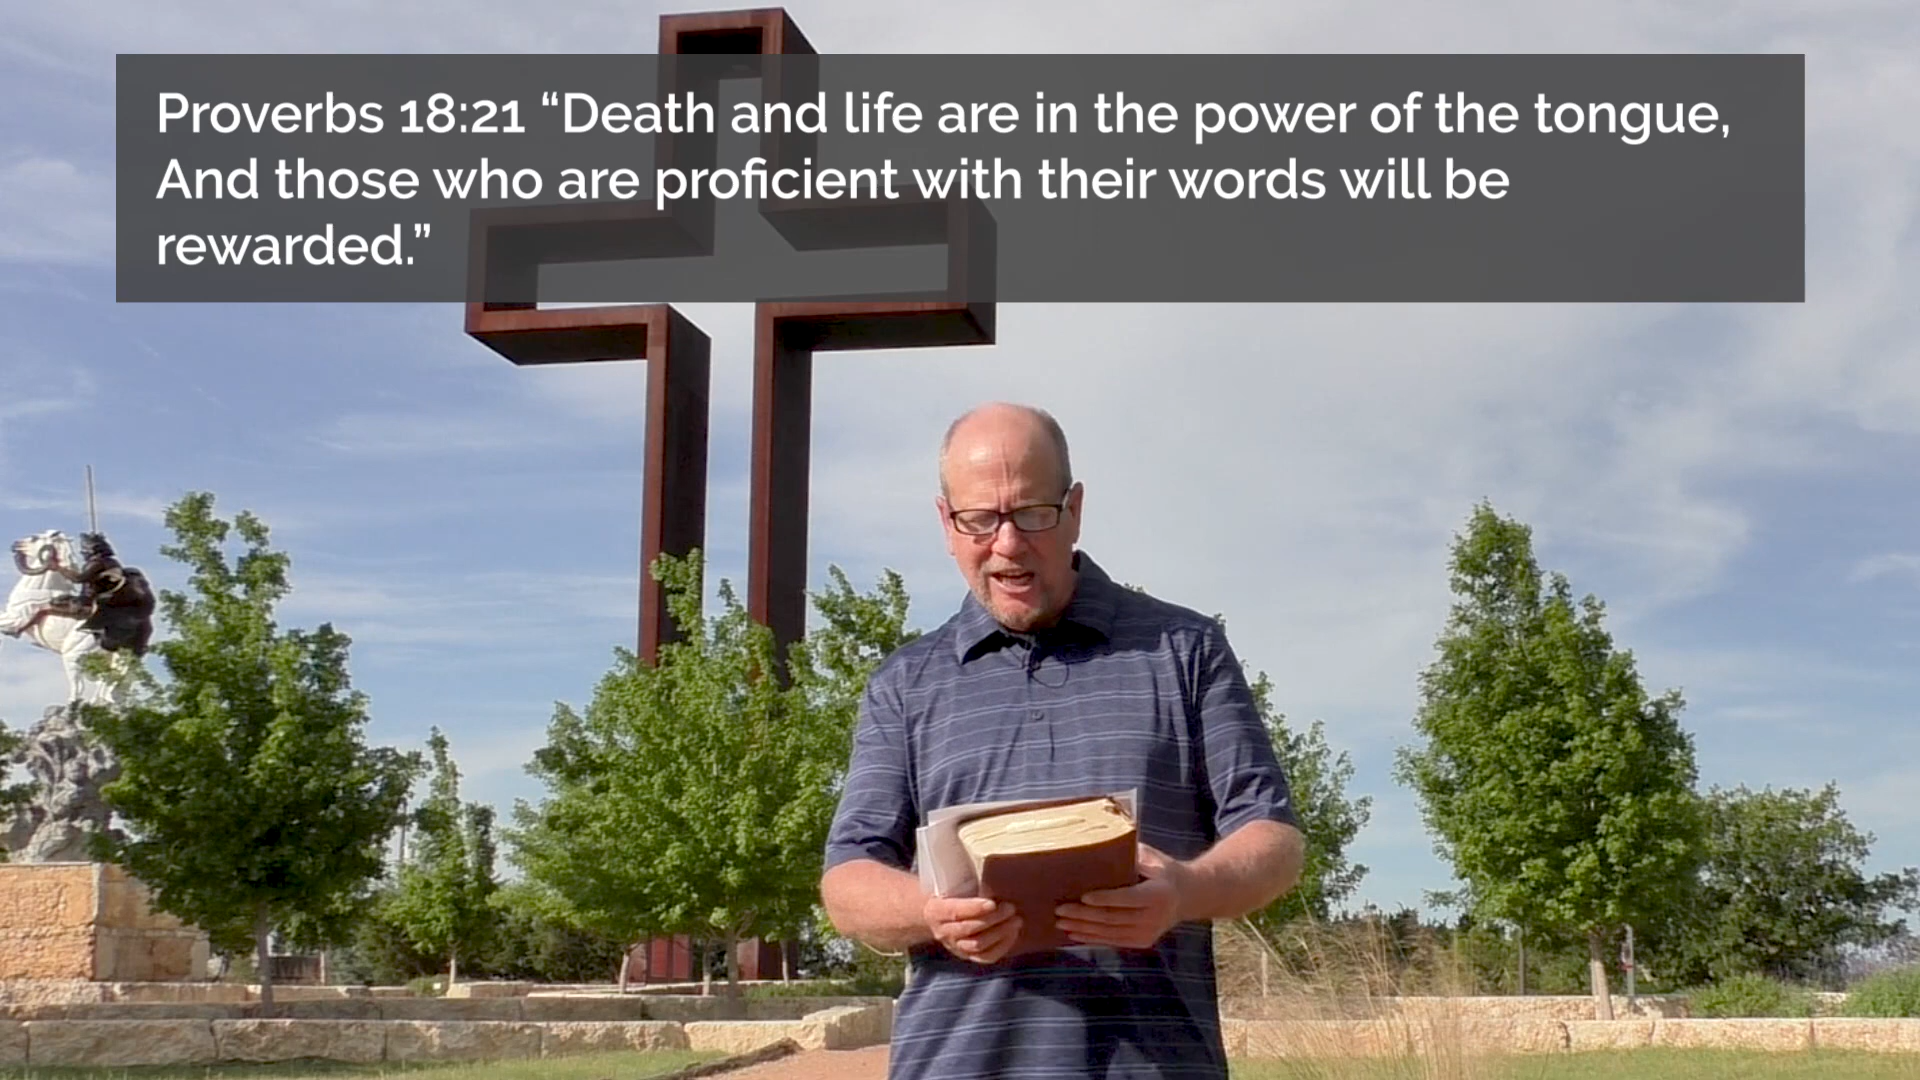 Proverbs 18:21 “Death and life are in the power of the tongue,
And those who are proficient with their words will be
rewarded.”